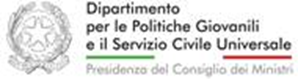 Dipartimento
per le Politiche Giovanili
e il Servizio Civile Universale
Presidenza del Consiglio dei Ministri